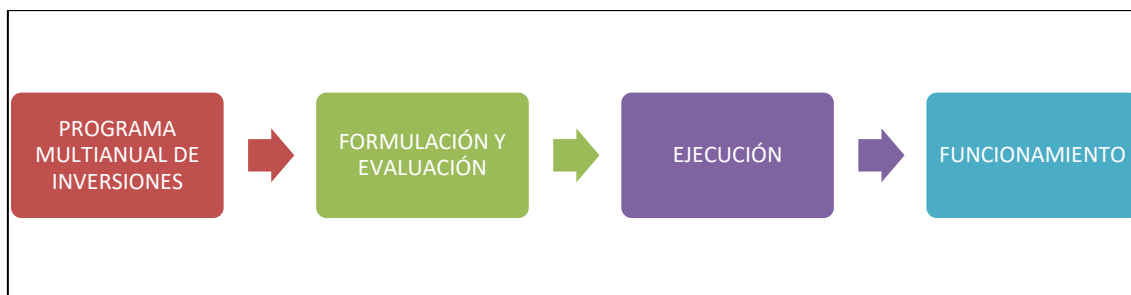 PROGRAMA
MULTIANUAL DE
INVERSIONES
FORMULACIÓN Y
EVALUACIÓN
EJECUCIÓN
FUNCIONAMIENTO